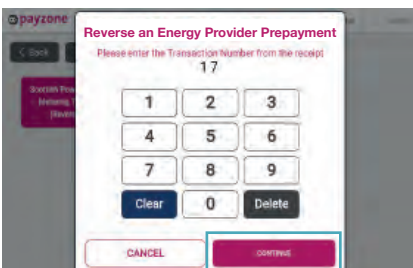 payzone
Reverse an Energy Provider Prepayment
< Back
Please enter the Transaction Number from the receipt
17
1 2 3
4 5 6
7 8 9
Clear 0 Delete
CANCEL CONTINUE